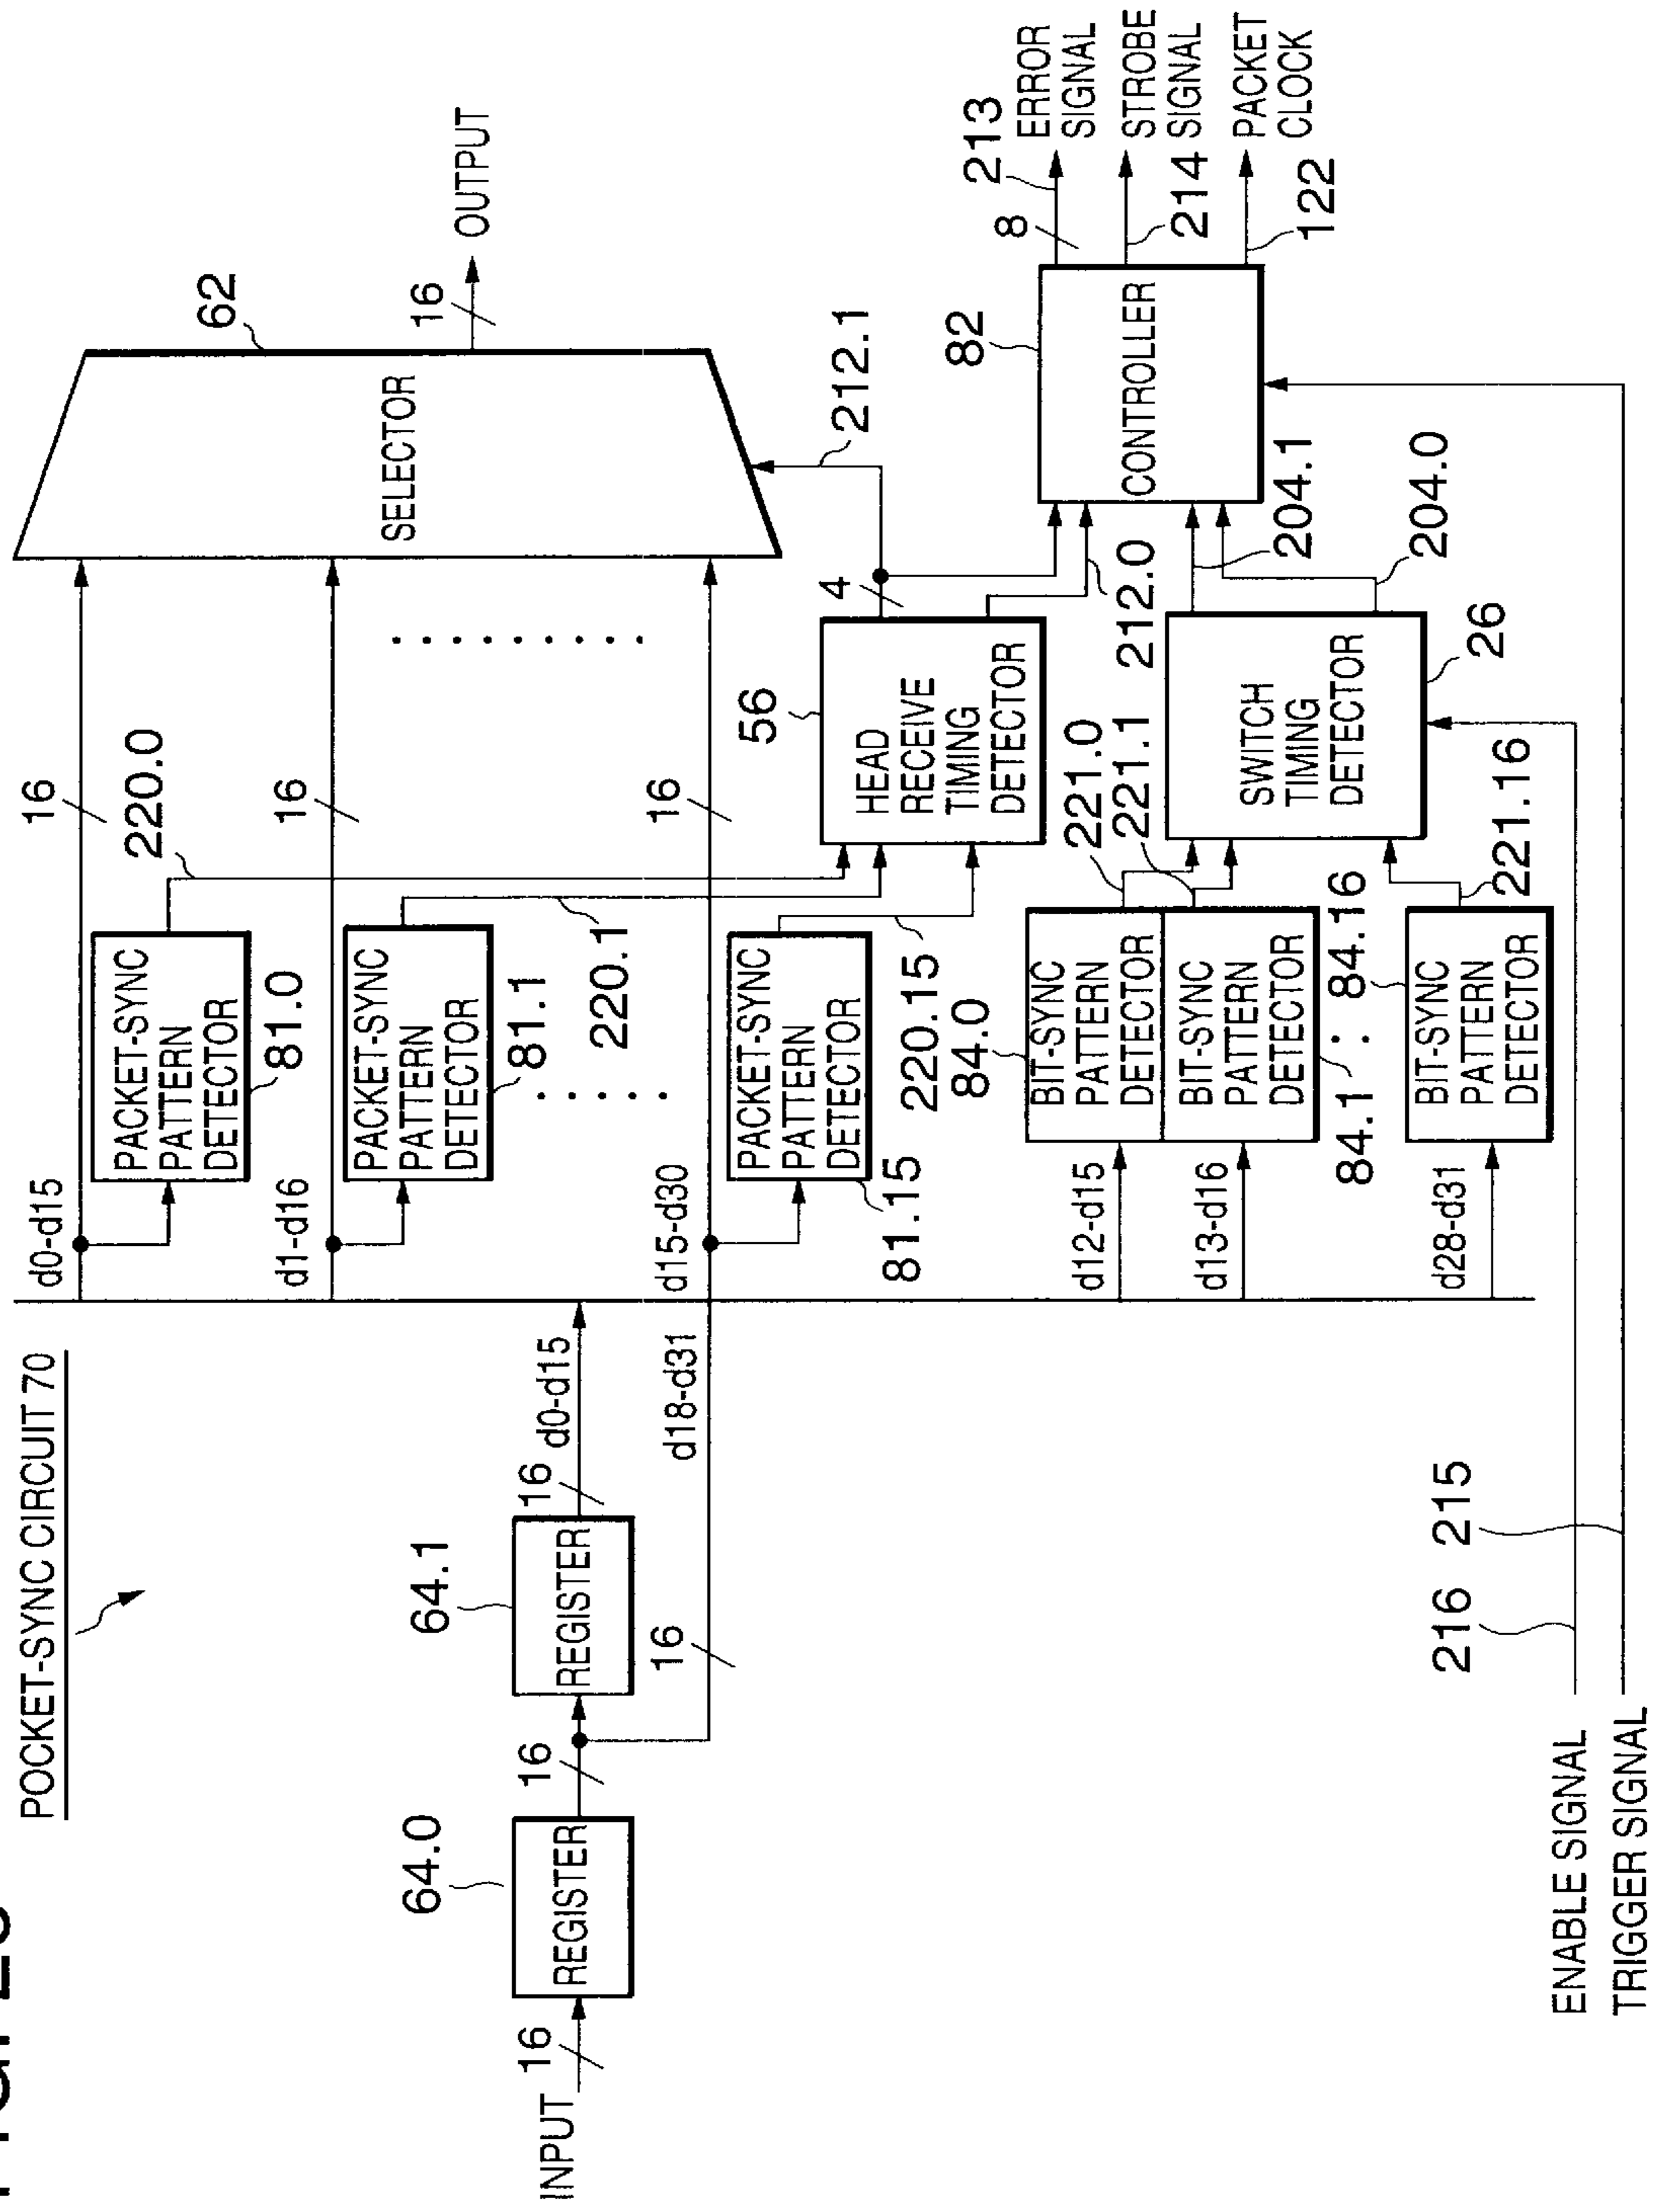 POCKET-SYNC CIRCUIT 70
INPUT
16
REGISTER
64.0
16
REGISTER
64.1
16
d0-d15
16
d18-d31
d0-d15
16
PACKET-SYNC
PATTERN
DETECTOR
81.0
220.0
d1-d16
16
PACKET-SYNC
PATTERN
DETECTOR
81.1
220.1
d15-d30
16
PACKET-SYNC
PATTERN
DETECTOR
81.15
220.15
SELECTOR
62
16
OUTPUT
HEAD
RECEIVE
TIMING
DETECTOR
56
4
212.1
212.0
d12-d15
BIT-SYNC
PATTERN
DETECTOR
84.0
221.0
d13-d16
BIT-SYNC
PATTERN
DETECTOR
84.1
221.1
d28-d31
BIT-SYNC
PATTERN
DETECTOR
84.16
221.16
SWITCH
TIMING
DETECTOR
26
204.1
204.0
CONTROLLER
82
8
213
ERROR
SIGNAL
214
STROBE
SIGNAL
122
PACKET
CLOCK
ENABLE SIGNAL
216
TRIGGER SIGNAL
215